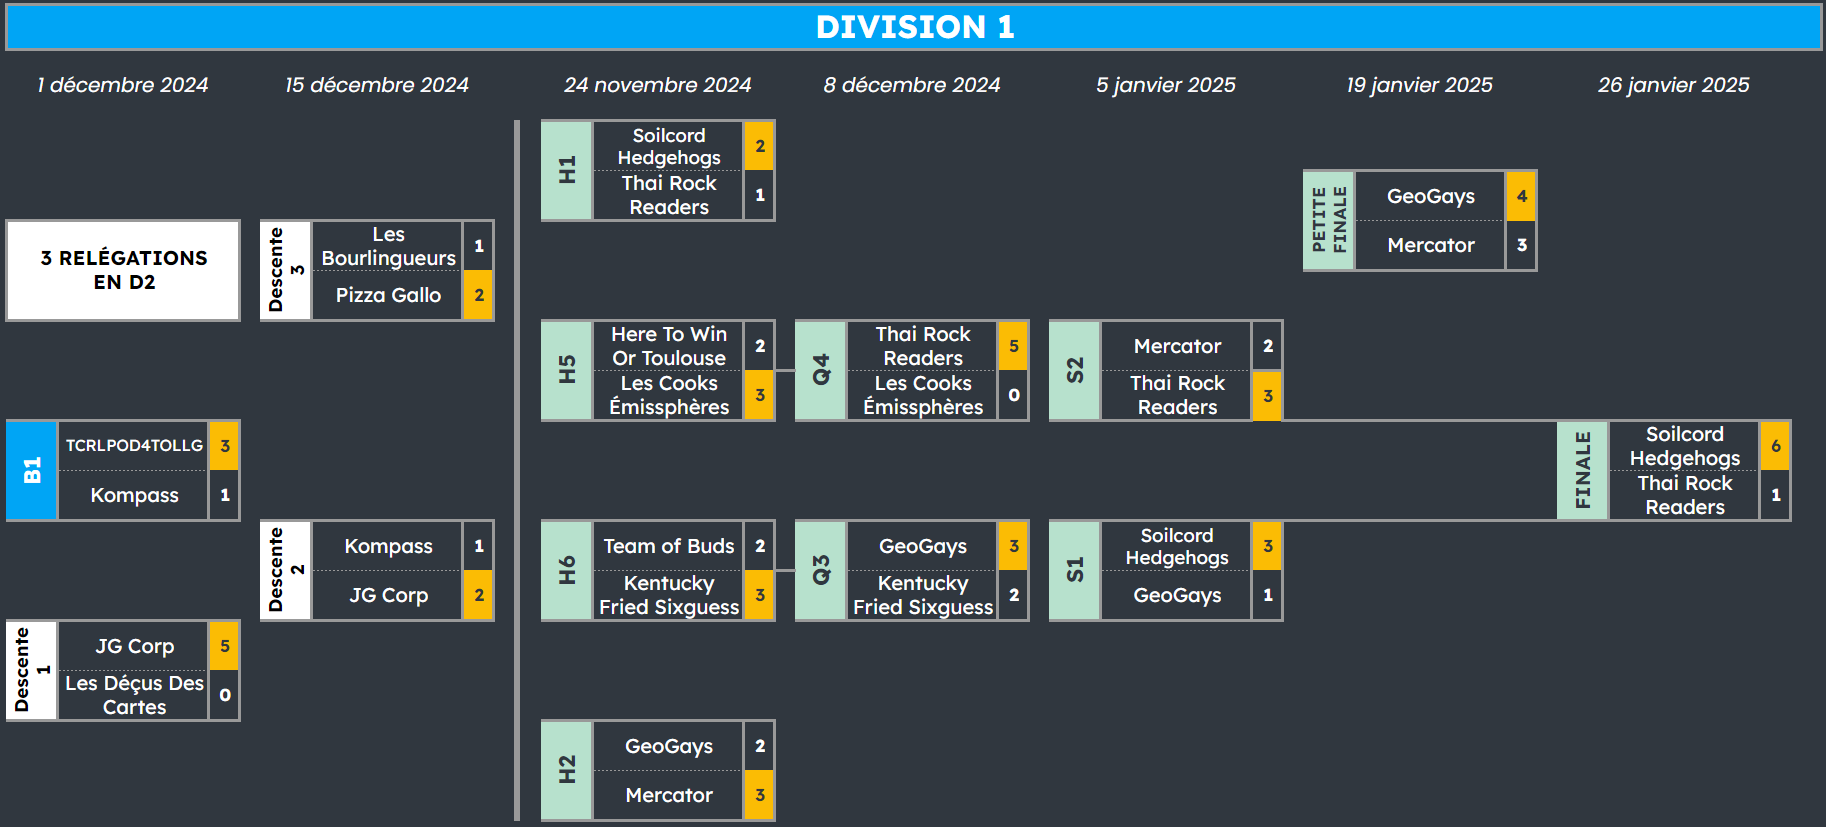 DIVISION 1
1 décembre 2024
15 décembre 2024
24 novembre 2024
8 décembre 2024
5 janvier 2025
19 janvier 2025
26 janvier 2025
3 RELÉGATIONS
EN D2
B1
TCRLPOD4TOLLG
3
Kompass
1
Descente
1
JG Corp
5
Les Déçus Des
Cartes
0
Descente
3
Les
Bourlingueurs
1
Pizza Gallo
2
Descente
2
Kompass
1
JG Corp
2
H1
Soilcord
Hedgehogs
2
Thai Rock
Readers
1
H5
Here To Win
Or Toulouse
2
Les Cooks
Émissphères
3
H6
Team of Buds
2
Kentucky
Fried Sixguess
3
H2
GeoGays
2
Mercator
3
Q4
Thai Rock
Readers
5
Les Cooks
Émissphères
0
Q3
GeoGays
3
Kentucky
Fried Sixguess
2
S2
Mercator
2
Thai Rock
Readers
3
S1
Soilcord
Hedgehogs
3
GeoGays
1
PETITE
FINALE
GeoGays
4
Mercator
3
FINALE
Soilcord
Hedgehogs
6
Thai Rock
Readers
1